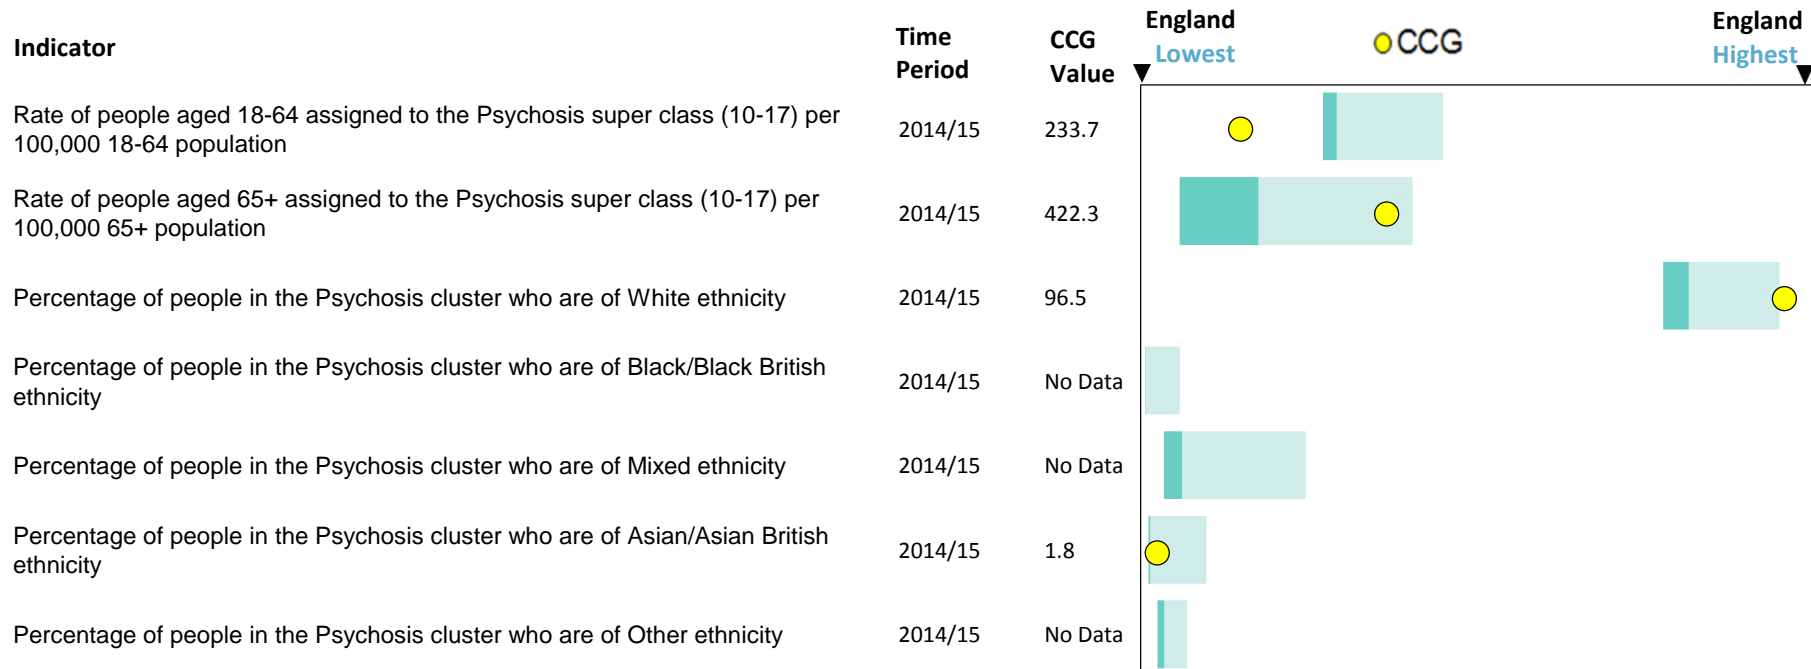 Indicator
Time Period
CCG Value
England Lowest
CCG
England Highest
Rate of people aged 18-64 assigned to the Psychosis super class (10-17) per
100,000 18-64 population
2014/15
233.7
Rate of people aged 65+ assigned to the Psychosis super class (10-17) per
100,000 65+ population
2014/15
422.3
Percentage of people in the Psychosis cluster who are of White ethnicity
2014/15
96.5
Percentage of people in the Psychosis cluster who are of Black/Black British
ethnicity
2014/15
No Data
Percentage of people in the Psychosis cluster who are of Mixed ethnicity
2014/15
No Data
Percentage of people in the Psychosis cluster who are of Asian/Asian British
ethnicity
2014/15
1.8
Percentage of people in the Psychosis cluster who are of Other ethnicity
2014/15
No Data